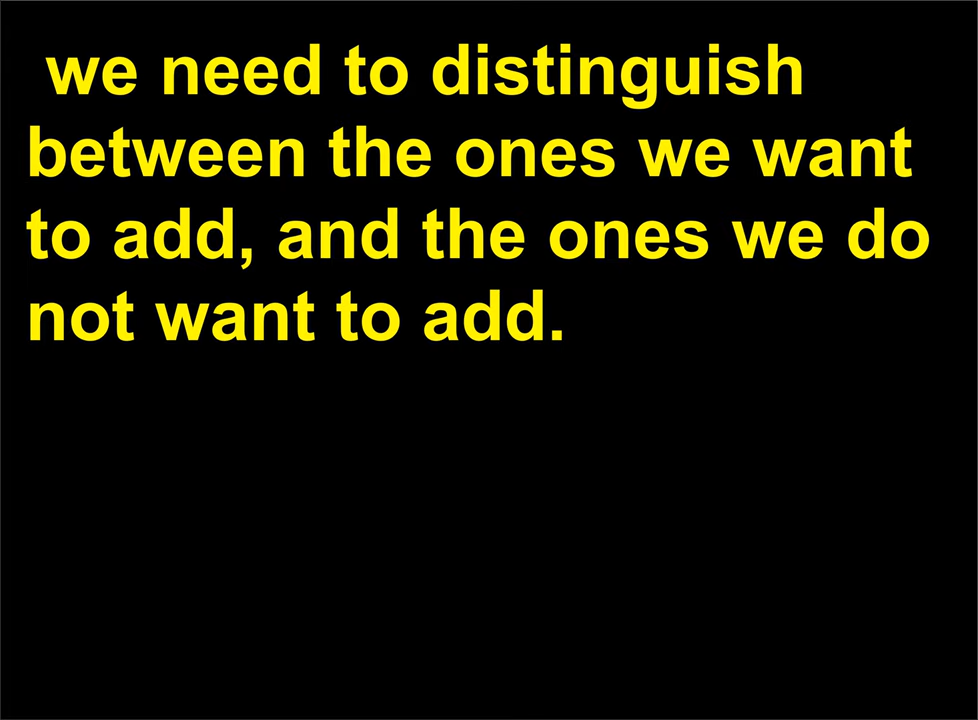 we need to distinguish
between the ones we want
to add, and the ones we do
not want to add.